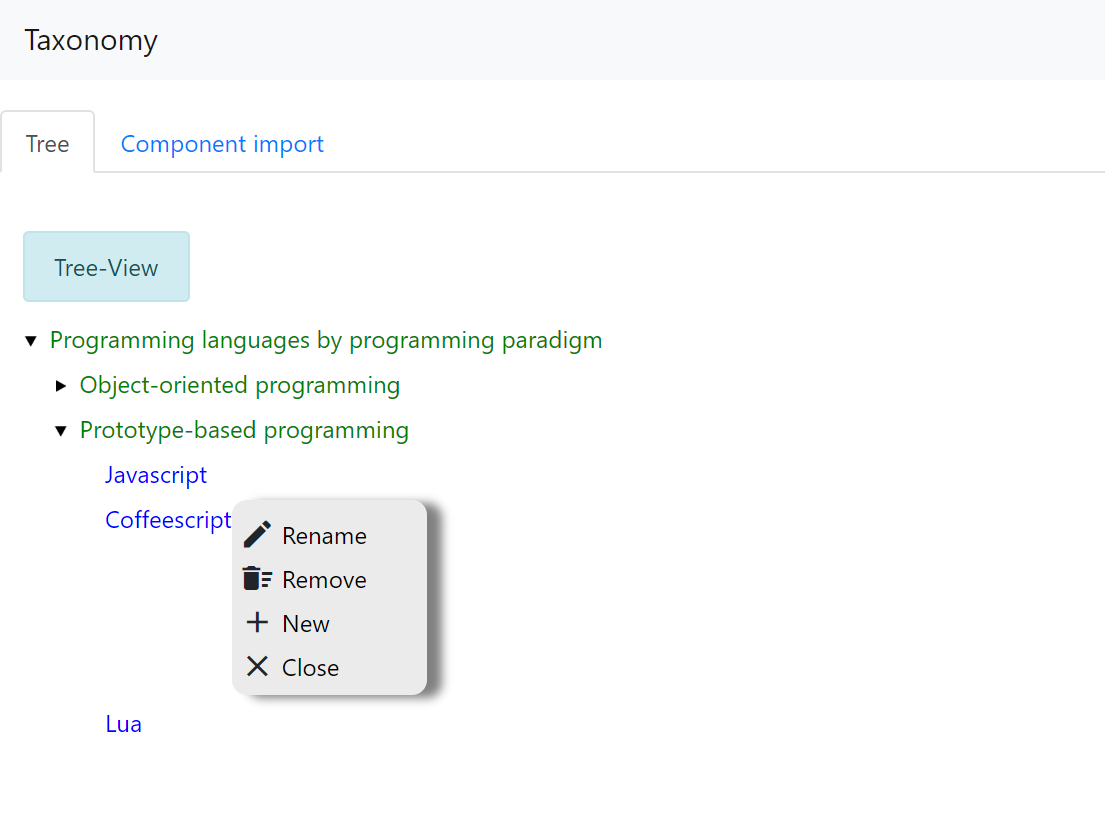 Taxonomy
Tree
Component import
Tree-View
Programming languages by programming paradigm
Object-oriented programming
Prototype-based programming
Javascript
Coffeescript
Rename
Remove
New
Close
Lua